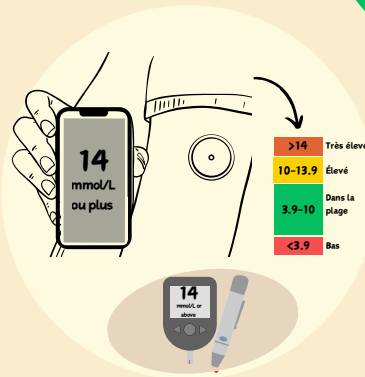 14
mmol/L
ou plus
>14 Très élevé
10-13.9 Élevé
3.9-10 Dans la plage
<3.9 Bas
14
mmol/L or
above